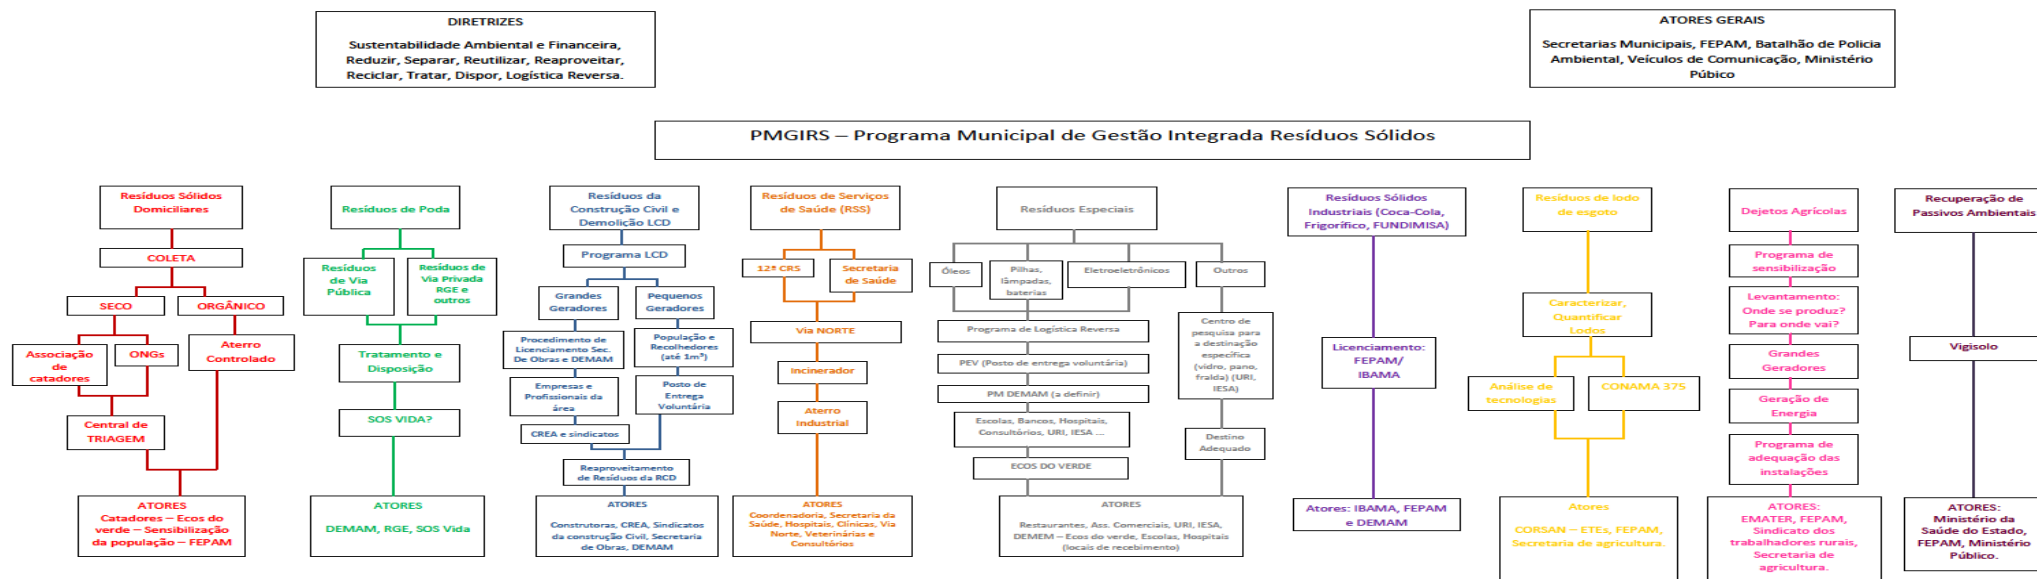 DIRETRIZES
Sustentabilidade Ambiental e Financeira,
Reduzir, Separar, Reutilizar, Reaproveitar,
Reciclar, Tratar, Dispor, Logística Reversa.
ATORES GERAIS
Secretarias Municipais, FEPAM, Batalhão de Policia
Ambiental, Veículos de Comunicação, Ministério
Púbico
PMGIRS – Programa Municipal de Gestão Integrada Resíduos Sólidos
Resíduos Sólidos
Domiciliares
COLETA
SECO
ORGÂNICO
Associação
de
catadores
ONGs
Aterro
Controlado
Central de
TRIAGEM
ATORES
Catadores – Ecos do
verde – Sensibilização
da população – FEPAM
Resíduos de Poda
Resíduos
de Via
Pública
Resíduos de
Via Privada
RGE e
outros
Tratamento e
Disposição
SOS VIDA?
ATORES
DEMAM, RGE, SOS Vida
Resíduos da
Construção Civil e
Demolição LCD
Programa LCD
Grandes
Geradores
Pequenos
Geradores
Procedimento de
Licenciamento Sec.
De Obras e DEMAM
População e
Recolhedores
(até 1m³)
Empresas e
Profissionais da
área
Posto de
Entrega
Voluntária
CREA e sindicatos
Reaproveitamento
de Resíduos da RCD
ATORES
Construtoras, CREA, Sindicatos
da construção Civil, Secretaria
de Obras, DEMAM
Resíduos de Serviços
de Saúde (RSS)
12ª CRS
Secretaria
de Saúde
Via NORTE
Incinerador
Aterro
Industrial
ATORES
Coordenadoria, Secretaria da
Saúde, Hospitais, Clínicas, Via
Norte, Veterinárias e
Consultórios
Resíduos Especiais
Óleos
Pilhas,
lâmpadas,
baterias
Eletroeletrônicos
Outros
Programa de Logística Reversa
PEV (Posto de entrega voluntária)
PM DEMAM (a definir)
Escolas, Bancos, Hospitais,
Consultórios, URI, IESA ...
ECOS DO VERDE
Centro de
pesquisa para
a destinação
específica
(vidro, pano,
fralda) (URI,
IESA)
Destino
Adequado
ATORES
Restaurantes, Ass. Comerciais, URI, IESA,
DEMEM – Ecos do verde, Escolas, Hospitais
(locais de recebimento)
Resíduos Sólidos
Industriais (Coca-Cola,
Frigorífico, FUNDIMISA)
Licenciamento:
FEPAM/
IBAMA
Atores: IBAMA, FEPAM
e DEMAM
Resíduos de lodo
de esgoto
Caracterizar,
Quantificar
Lodos
Análise de
tecnologias
CONAMA 375
Atores
CORSAN – ETEs, FEPAM,
Secretaria de agricultura.
Dejetos Agrícolas
Programa de
sensibilização
Levantamento:
Onde se produz?
Para onde vai?
Grandes
Geradores
Geração de
Energia
Programa de
adequação das
instalações
ATORES:
EMATER, FEPAM,
Sindicato dos
trabalhadores rurais,
Secretaria de
agricultura.
Recuperação de
Passivos Ambientais
Vigisolo
ATORES:
Ministério da
Saúde do Estado,
FEPAM, Ministério
Público.